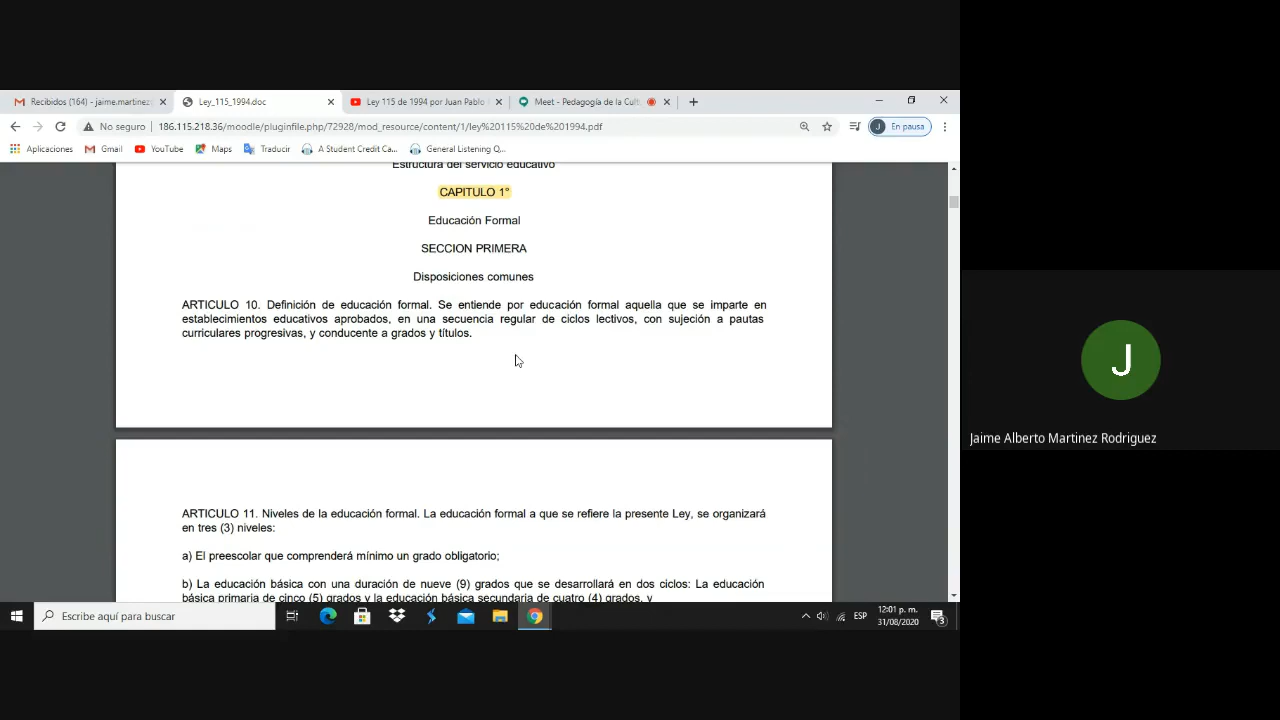 Recibidos (164) - jaime.martinez
Ley_115_1994.doc
Ley 115 de 1994 por Juan Pablo
Meet - Pedagogía de la Cultu
No seguro
186.115.218.36/moodle/pluginfile.php/72928/mod_resource/content/1/ley%20115%20de%201994.pdf
J
En pausa
Aplicaciones
Gmail
YouTube
Maps
Traducir
A Student Credit Ca...
General Listening Q...
Estructura del servicio educativo
CAPITULO 1°
Educación Formal
SECCION PRIMERA
Disposiciones comunes
ARTICULO 10. Definición de educación formal. Se entiende por educación formal aquella que se imparte en
establecimientos educativos aprobados, en una secuencia regular de ciclos lectivos, con sujeción a pautas
curriculares progresivas, y conducente a grados y títulos.
ARTICULO 11. Niveles de la educación formal. La educación formal a que se refiere la presente Ley, se organizará
en tres (3) niveles:
a) El preescolar que comprenderá mínimo un grado obligatorio;
b) La educación básica con una duración de nueve (9) grados que se desarrollará en dos ciclos: La educación
básica primaria de cinco (5) grados y la educación básica secundaria de cuatro (4) grados, y
J
Jaime Alberto Martinez Rodriguez
Escribe aquí para buscar
ESP
12:01 p. m.
31/08/2020
3